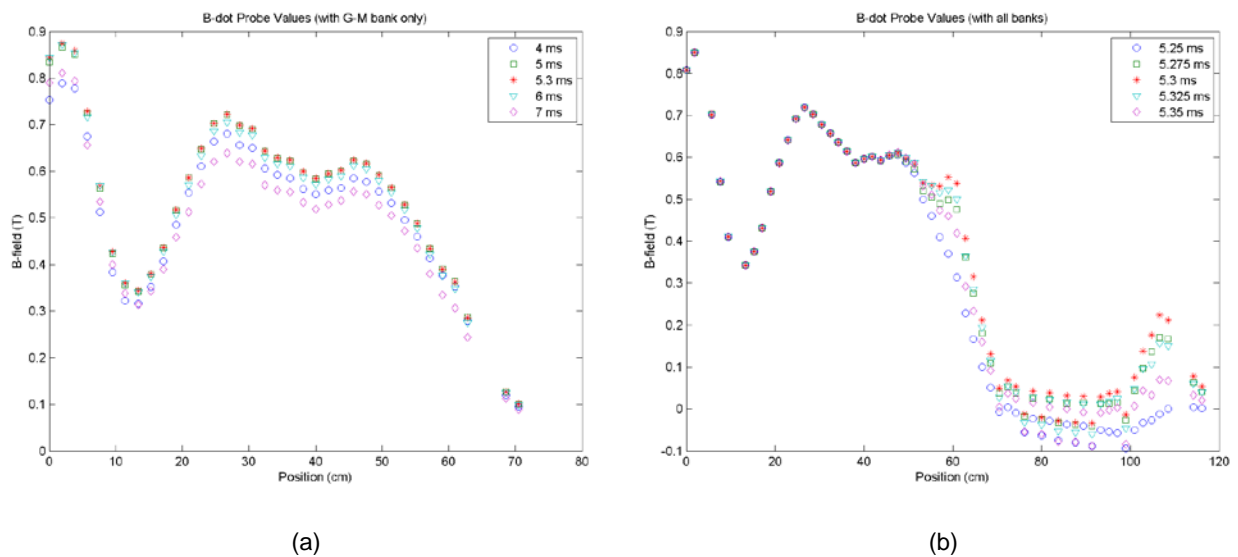 B-dot Probe Values (with G-M bank only)
0.9
0.8
0.7
0.6
0.5
0.4
0.3
0.2
0.1
0
B-field (T)
4 ms
5 ms
5.3 ms
6 ms
7 ms
0 10 20 30 40 50 60 70 80
Position (cm)
(a)
B-dot Probe Values (with all banks)
0.9
0.8
0.7
0.6
0.5
0.4
0.3
0.2
0.1
0
-0.1
B-field (T)
5.25 ms
5.275 ms
5.3 ms
5.325 ms
5.35 ms
0 20 40 60 80 100 120
Position (cm)
(b)